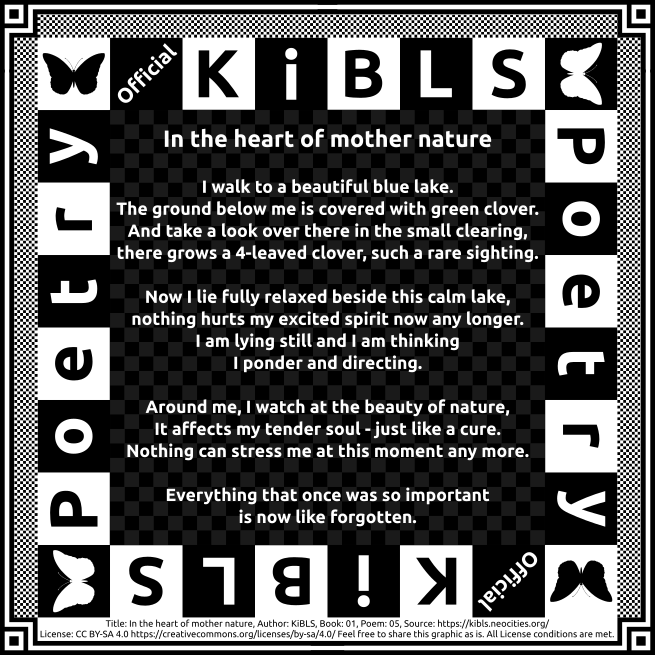 Official KiBLS
Poetry
Poetry
In the heart of mother nature
I walk to a beautiful blue lake.
The ground below me is covered with green clover.
And take a look over there in the small clearing,
there grows a 4-leaved clover, such a rare sighting.
Now I lie fully relaxed beside this calm lake,
nothing hurts my excited spirit now any longer.
I am lying still and I am thinking
I ponder and directing.
Around me, I watch at the beauty of nature,
It affects my tender soul - just like a cure.
Nothing can stress me at this moment any more.
Everything that once was so important
is now like forgotten.
Official KiBLS
Title: In the heart of mother nature, Author: KiBLS, Book: 01, Poem: 05, Source: https://kibls.neocities.org/
License: CC BY-SA 4.0 https://creativecommons.org/licenses/by-sa/4.0/ Feel free to share this graphic as is. All License conditions are met.